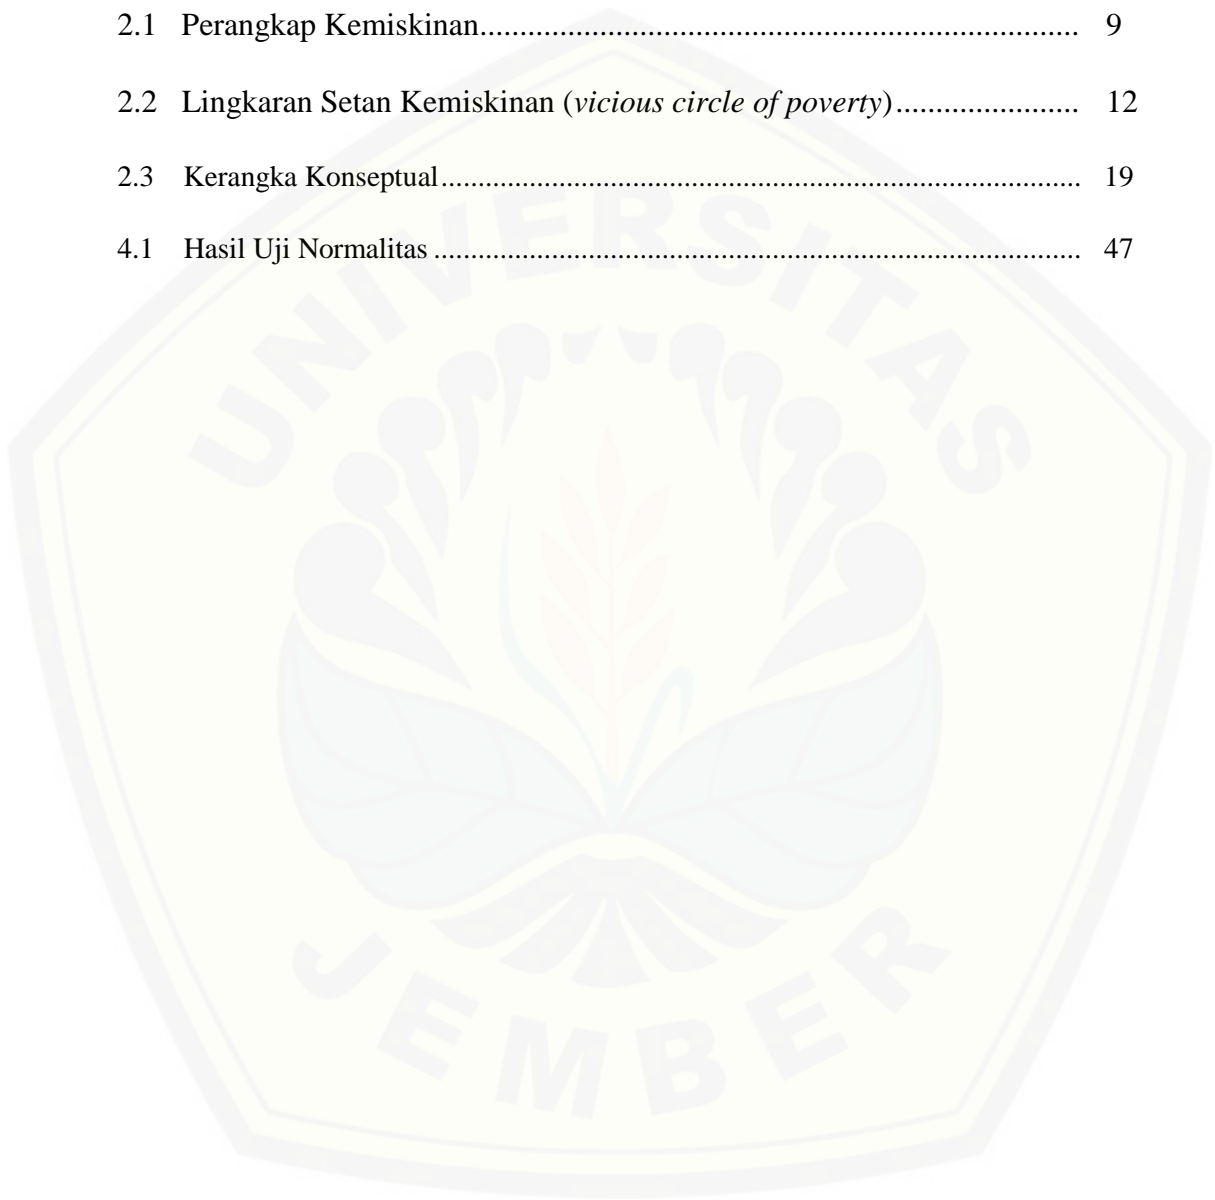 2.1 Perangkap Kemiskinan........................................................................... 9
2.2 Lingkaran Setan Kemiskinan (vicious circle of poverty)....................... 12
2.3 Kerangka Konseptual................................................................................ 19
4.1 Hasil Uji Normalitas ................................................................................. 47
UNIVERSITAS
JEMBER